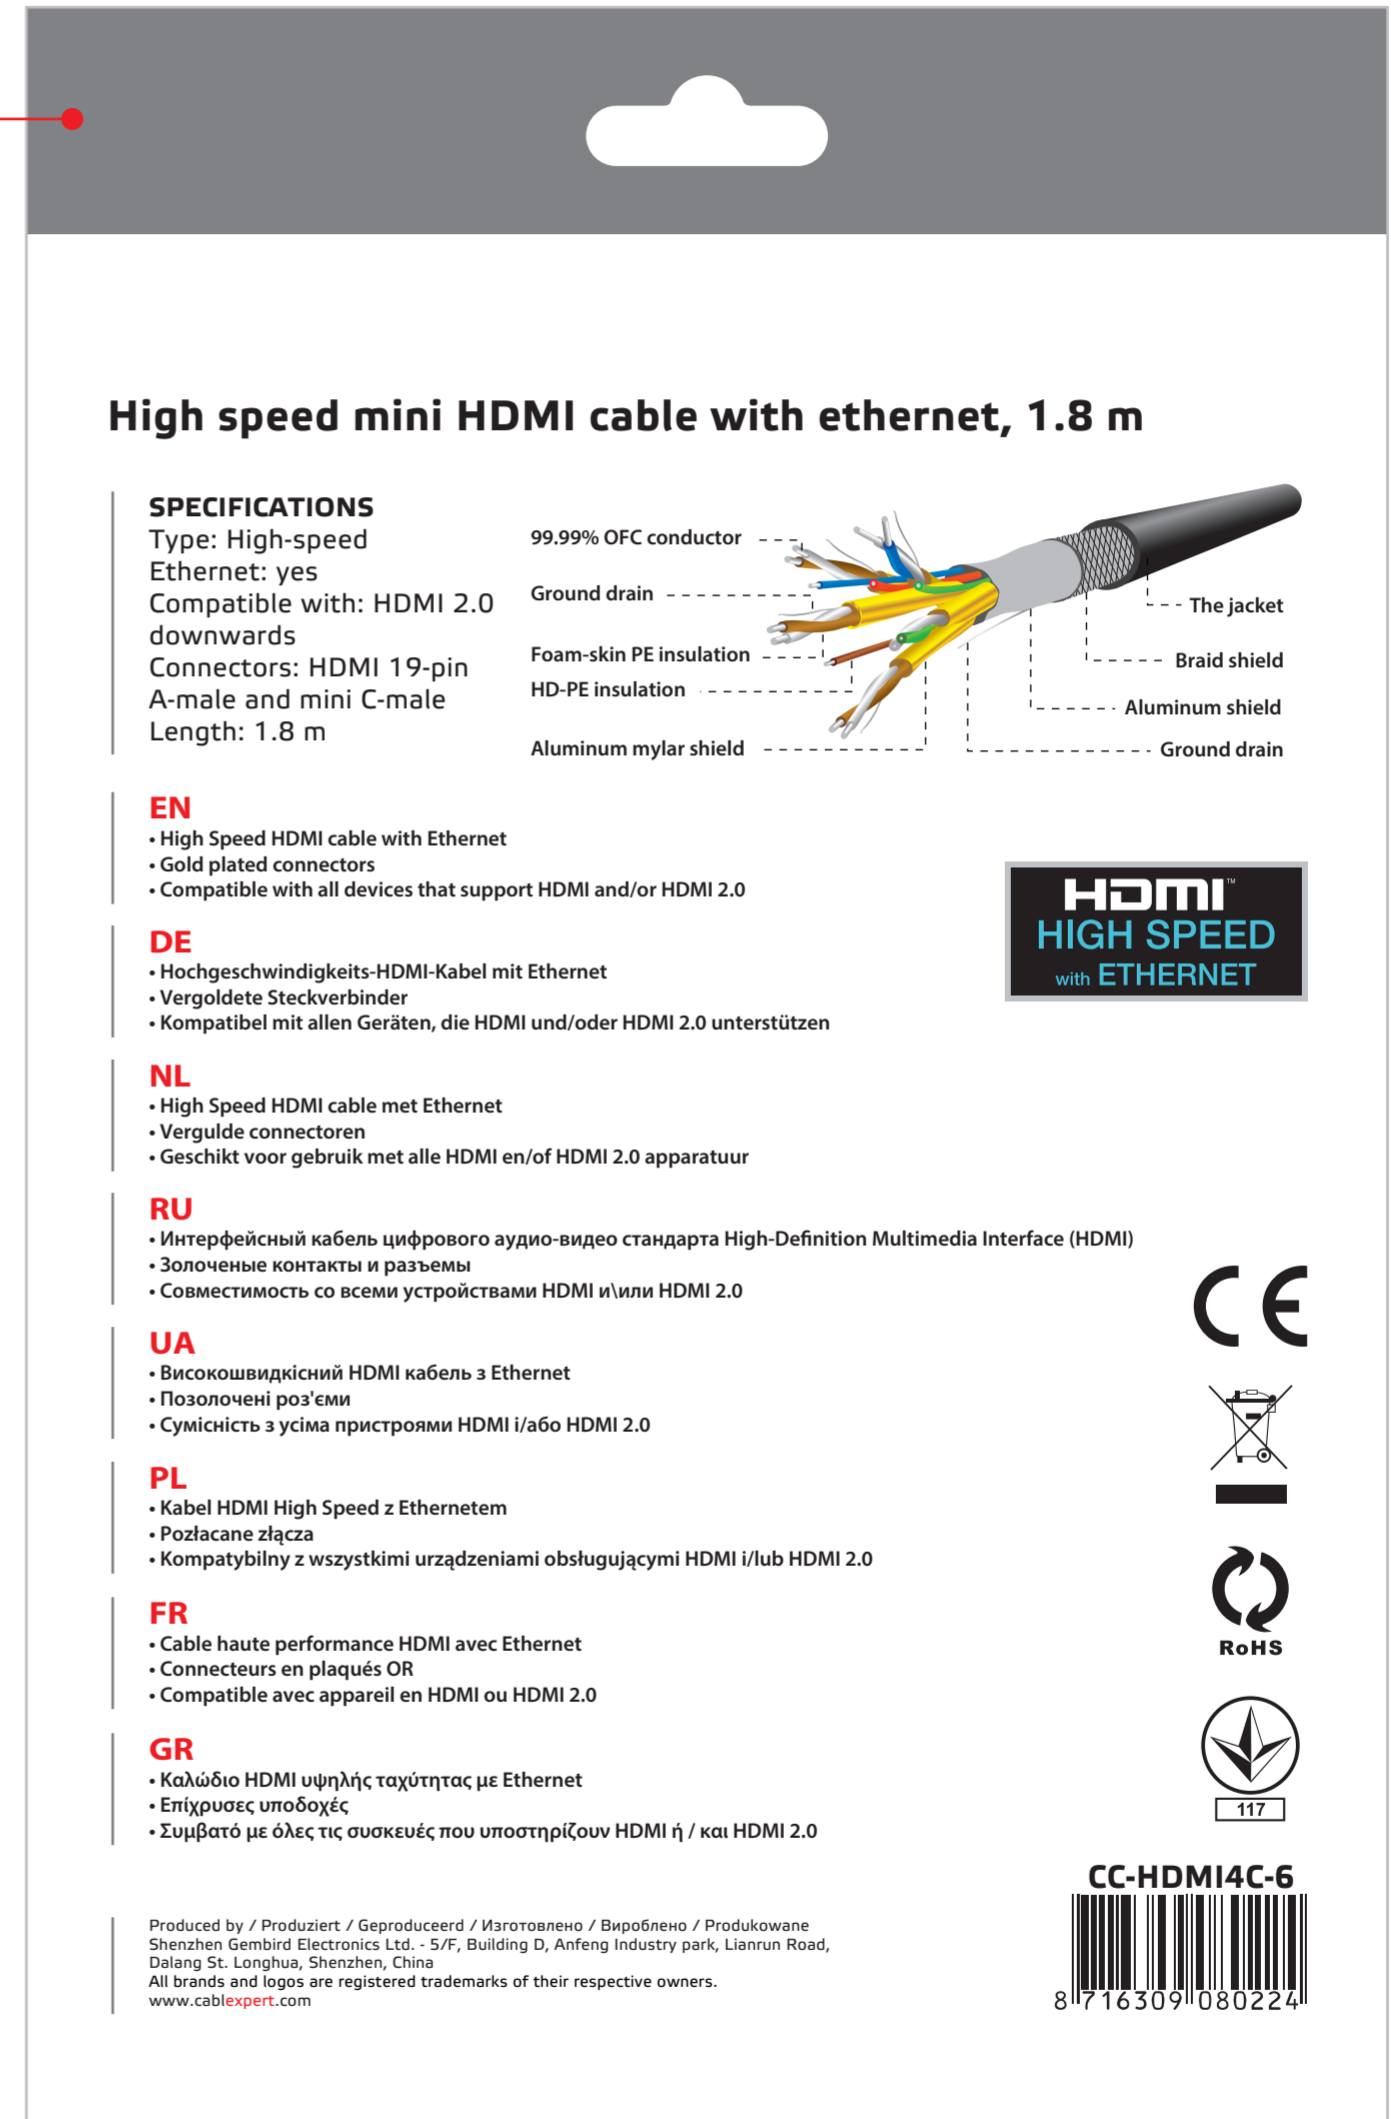 High speed mini HDMI cable with ethernet, 1.8 m
SPECIFICATIONS
Type: High-speed
Ethernet: yes
Compatible with: HDMI 2.0
downwards
Connectors: HDMI 19-pin
A-male and mini C-male
Length: 1.8 m
99.99% OFC conductor
Ground drain
Foam-skin PE insulation
HD-PE insulation
Aluminum mylar shield
The jacket
Braid shield
Aluminum shield
Ground drain
EN
• High Speed HDMI cable with Ethernet
• Gold plated connectors
• Compatible with all devices that support HDMI and/or HDMI 2.0
HDMI™
HIGH SPEED
with ETHERNET
DE
• Hochgeschwindigkeits-HDMI-Kabel mit Ethernet
• Vergoldete Steckverbinder
• Kompatibel mit allen Geräten, die HDMI und/oder HDMI 2.0 unterstützen
NL
• High Speed HDMI cable met Ethernet
• Vergulde connectoren
• Geschikt voor gebruik met alle HDMI en/of HDMI 2.0 apparatuur
RU
• Интерфейсный кабель цифрового аудио-видео стандарта High-Definition Multimedia Interface (HDMI)
• Золоченые контакты и разъемы
• Совместимость со всеми устройствами HDMI и\или HDMI 2.0
UA
• Високошвидкісний HDMI кабель з Ethernet
• Позолочені роз'єми
• Сумісність з усіма пристроями HDMI і/або HDMI 2.0
PL
• Kabel HDMI High Speed z Ethernetem
• Pozłacane złącza
• Kompatybilny z wszystkimi urządzeniami obsługującymi HDMI i/lub HDMI 2.0
FR
• Cable haute performance HDMI avec Ethernet
• Connecteurs en plaqués OR
• Compatible avec appareil en HDMI ou HDMI 2.0
GR
• Καλώδιο HDMI υψηλής ταχύτητας με Ethernet
• Επίχρυσες υποδοχές
• Συμβατό με όλες τις συσκευές που υποστηρίζουν HDMI ή / και HDMI 2.0
CE
RoHS
117
CC-HDMI4C-6
8 716309 080224
Produced by / Produziert / Geproduceerd / Изготовлено / Вироблено / Produkowane
Shenzhen Gembird Electronics Ltd. - 5/F, Building D, Anfeng Industry park, Lianrun Road,
Dalang St. Longhua, Shenzhen, China
All brands and logos are registered trademarks of their respective owners.
www.cablexpert.com